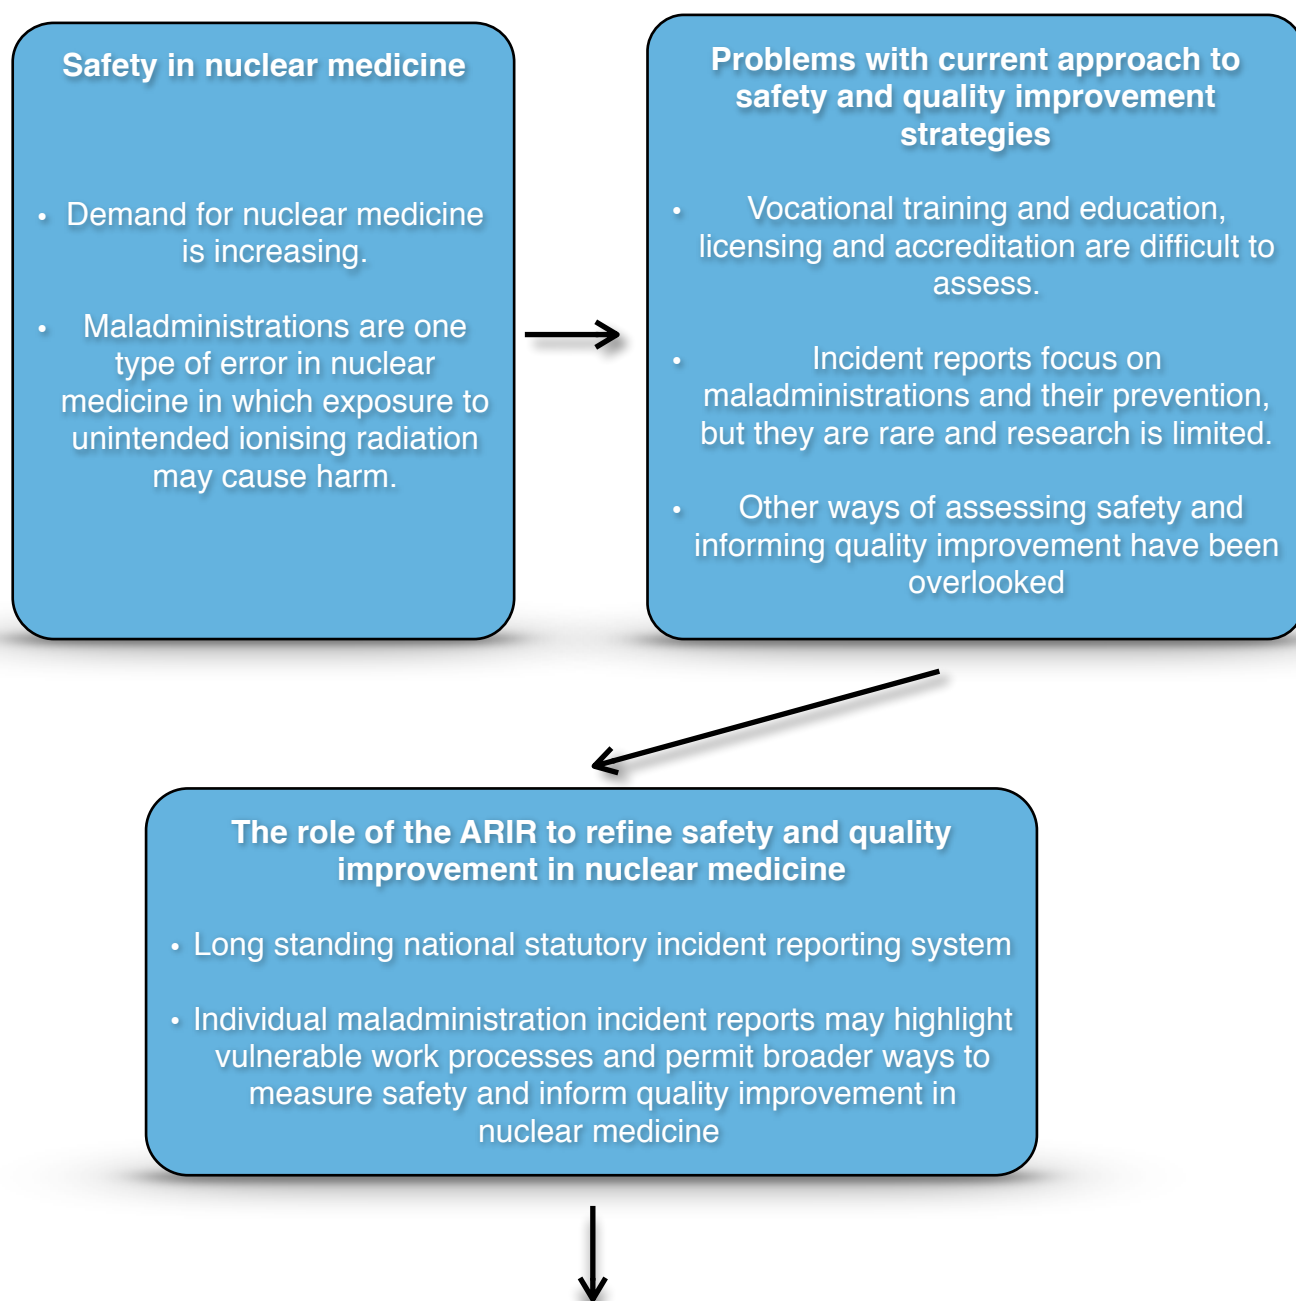 Safety in nuclear medicine
• Demand for nuclear medicine
is increasing.
• Maladministrations are one
type of error in nuclear
medicine in which exposure to
unintended ionising radiation
may cause harm.
Problems with current approach to
safety and quality improvement
strategies
• Vocational training and education,
licensing and accreditation are difficult to
assess.
• Incident reports focus on
maladministrations and their prevention,
but they are rare and research is limited.
• Other ways of assessing safety and
informing quality improvement have been
overlooked
The role of the ARIR to refine safety and quality
improvement in nuclear medicine
• Long standing national statutory incident reporting system
• Individual maladministration incident reports may highlight
vulnerable work processes and permit broader ways to
measure safety and inform quality improvement in
nuclear medicine